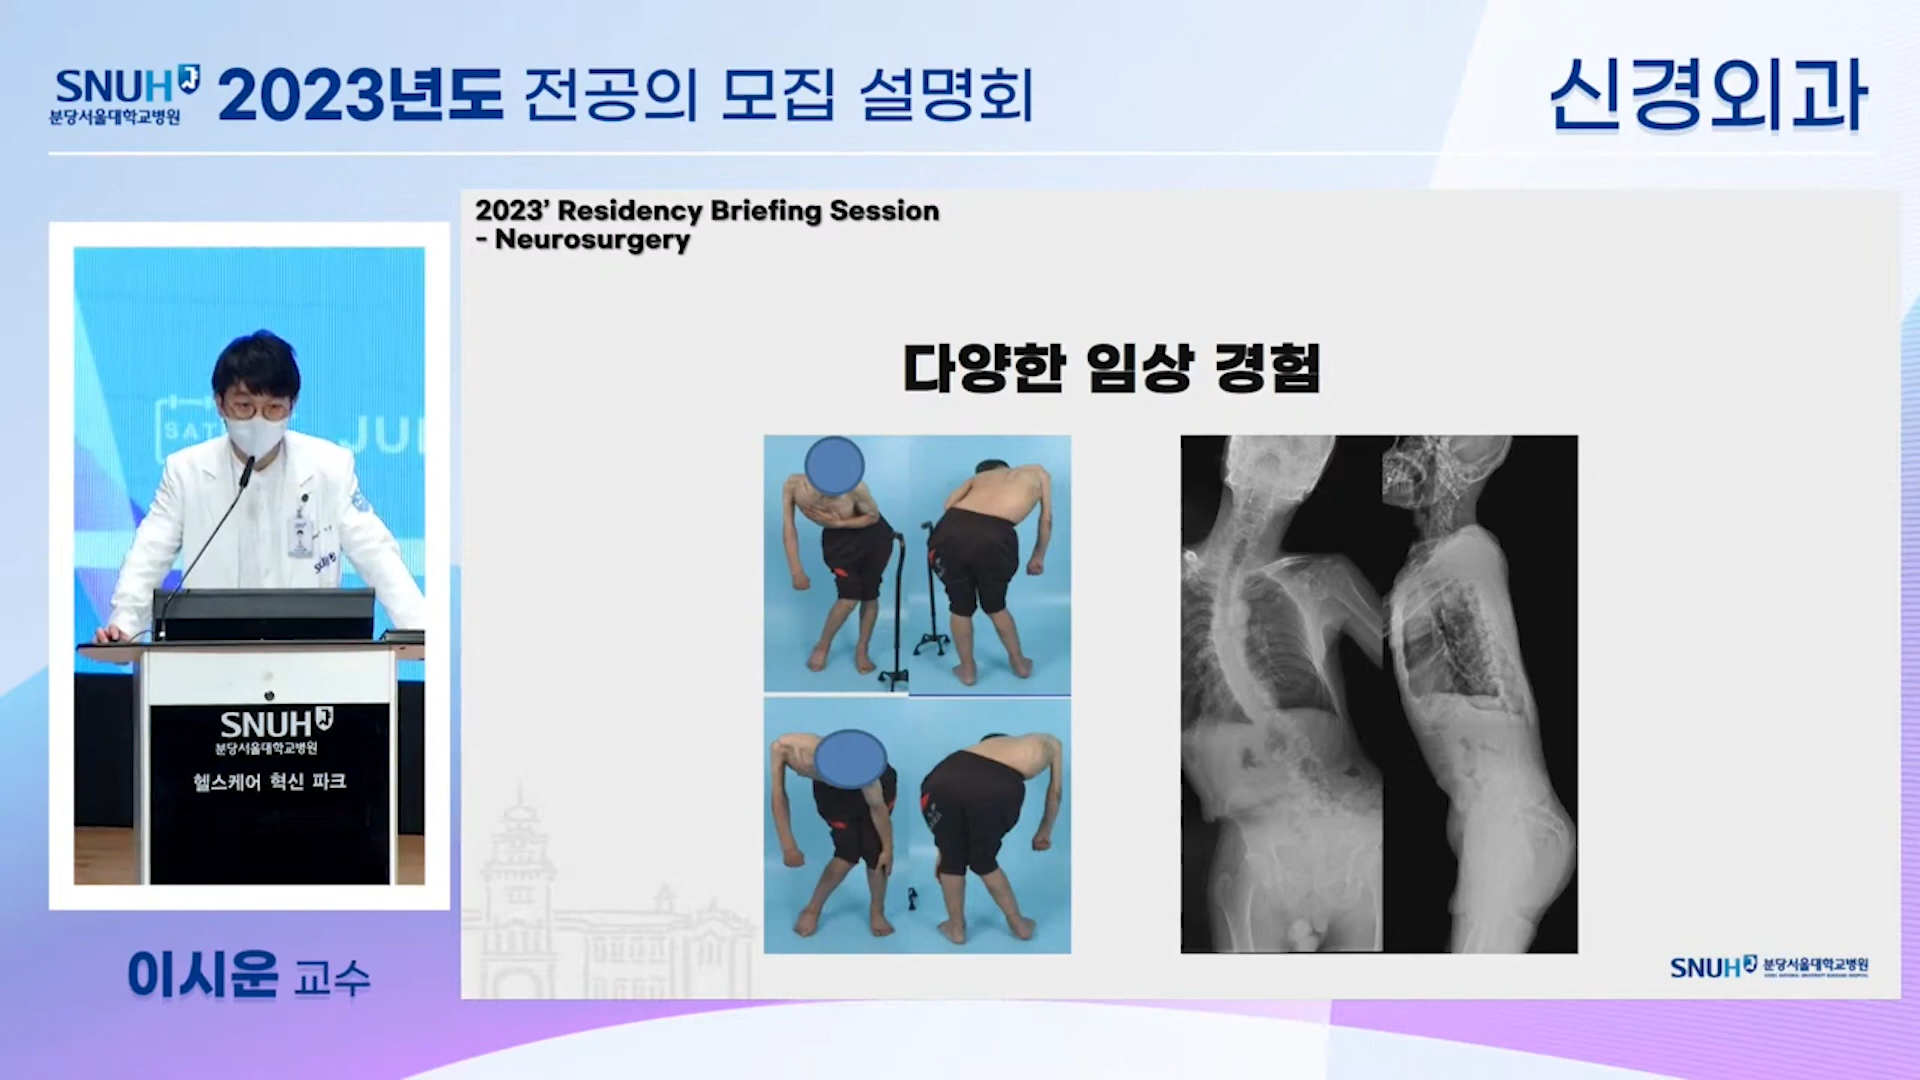 SNUH
분당서울대학교병원
2023년도 전공의 모집 설명회
신경외과
2023’ Residency Briefing Session
- Neurosurgery
다양한 임상 경험
SAT
SNUH
분당서울대학교병원
헬스케어 혁신 파크
이시운 교수
SNUH 분당서울대학교병원